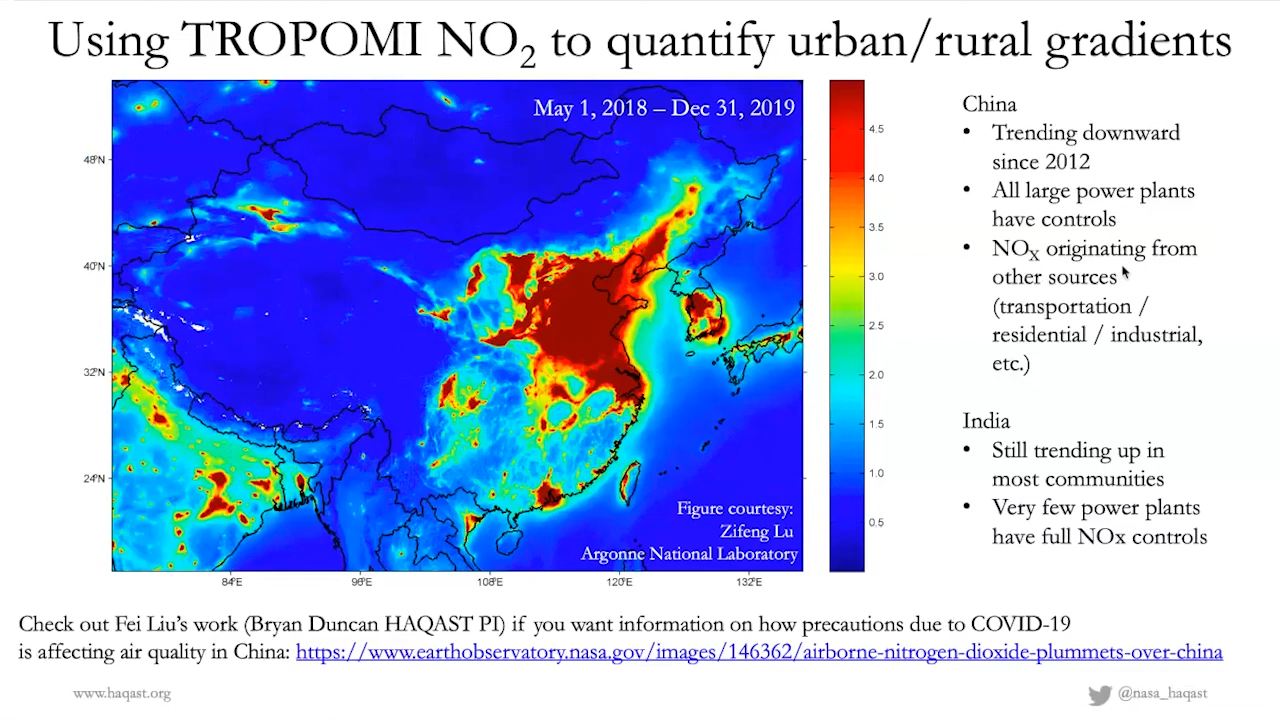 Using TROPOMI NO₂ to quantify urban/rural gradients
May 1, 2018 – Dec 31, 2019
48°N
40°N
32°N
24°N
84°E
96°E
108°E
120°E
132°E
Figure courtesy:
Zifeng Lu
Argonne National Laboratory
4.5
4.0
3.5
3.0
2.5
2.0
1.5
1.0
0.5
China
• Trending downward
since 2012
• All large power plants
have controls
• NOₓ originating from
other sources
(transportation /
residential / industrial,
etc.)
India
• Still trending up in
most communities
• Very few power plants
have full NOx controls
Check out Fei Liu's work (Bryan Duncan HAQAST PI) if you want information on how precautions due to COVID-19
is affecting air quality in China: https://www.earthobservatory.nasa.gov/images/146362/airborne-nitrogen-dioxide-plummets-over-china
www.haqast.org
@nasa_haqast